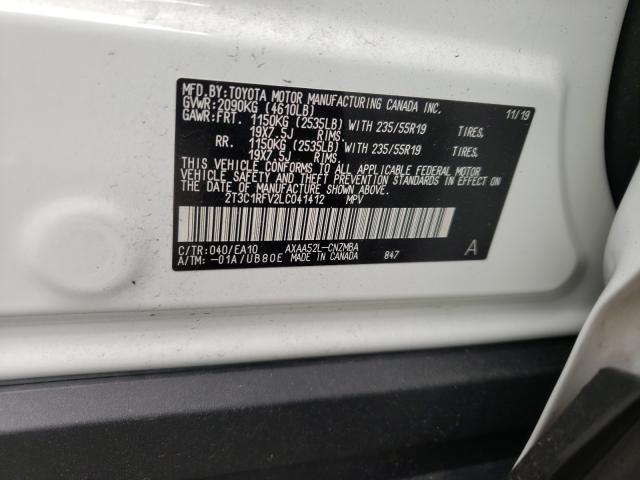 MFD.BY:TOYOTA MOTOR MANUFACTURING CANADA INC. 11/19
GVWR:2090KG (4610LB)
GAWR:FRT. 1150KG (2535LB) WITH 235/55R19 TIRES,
19X7.5J RIMS.
RR. 1150KG (2535LB) WITH 235/55R19 TIRES,
19X7.5J RIMS.
THIS VEHICLE CONFORMS TO ALL APPLICABLE FEDERAL MOTOR
VEHICLE SAFETY AND BUMPER STANDARDS IN EFFECT ON
THE DATE OF MANUFACTURE SHOWN ABOVE.
2T3C1RFV2LC041412 MPV
C/TR:040/EA10 AXAA52L-CNZMBA A
A/TM: -01A/UB80E MADE IN CANADA 847